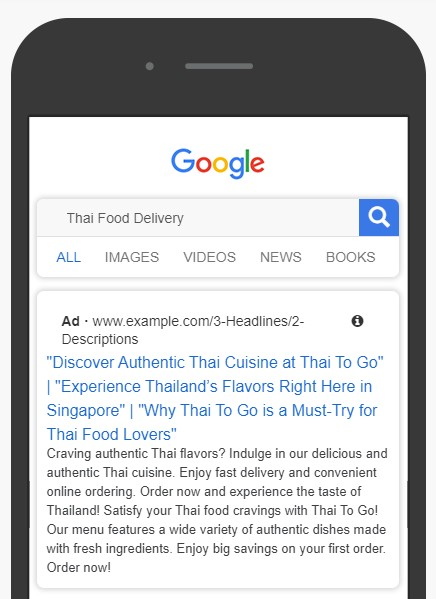 Google
Thai Food Delivery
ALL IMAGES VIDEOS NEWS BOOKS
Ad · www.example.com/3-Headlines/2-
Descriptions
"Discover Authentic Thai Cuisine at Thai To Go"
| "Experience Thailand’s Flavors Right Here in
Singapore" | "Why Thai To Go is a Must-Try for
Thai Food Lovers"
Craving authentic Thai flavors? Indulge in our delicious and
authentic Thai cuisine. Enjoy fast delivery and convenient
online ordering. Order now and experience the taste of
Thailand! Satisfy your Thai food cravings with Thai To Go!
Our menu features a wide variety of authentic dishes made
with fresh ingredients. Enjoy big savings on your first order.
Order now!